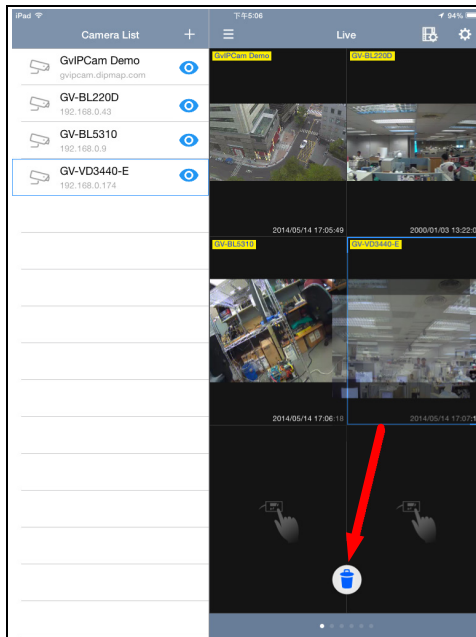 iPad 下午5:06 94%
Camera List + Live
GvIPCam Demo
gvipcam.dipmap.com
GV-BL220D
192.168.0.43
GV-BL5310
192.168.0.9
GV-VD3440-E
192.168.0.174
GvIPCam Demo GV-BL220D
2014/05/14 17:05:49 2000/01/03 13:22:0
GV-BL5310 GV-VD3440-E
2014/05/14 17:06:18 2014/05/14 17:07:1